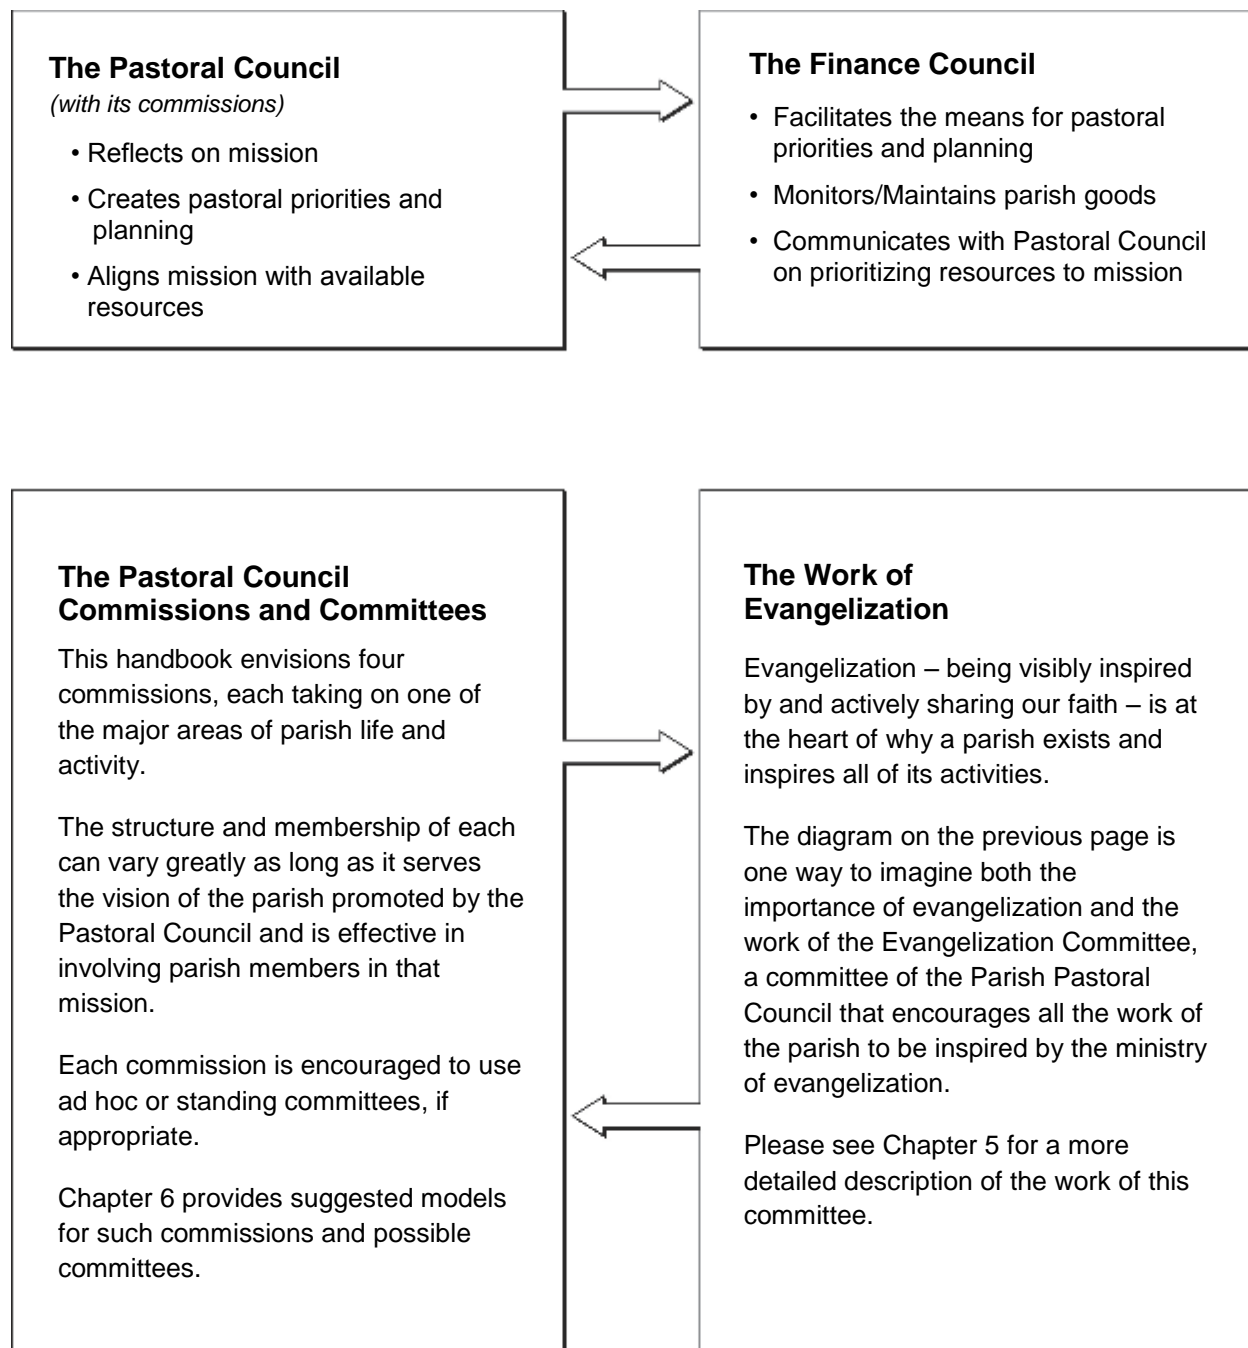 The Pastoral Council
(with its commissions)
• Reflects on mission
• Creates pastoral priorities and
planning
• Aligns mission with available
resources
The Finance Council
• Facilitates the means for pastoral
priorities and planning
• Monitors/Maintains parish goods
• Communicates with Pastoral Council
on prioritizing resources to mission
The Pastoral Council
Commissions and Committees
This handbook envisions four
commissions, each taking on one of
the major areas of parish life and
activity.
The structure and membership of each
can vary greatly as long as it serves
the vision of the parish promoted by the
Pastoral Council and is effective in
involving parish members in that
mission.
Each commission is encouraged to use
ad hoc or standing committees, if
appropriate.
Chapter 6 provides suggested models
for such commissions and possible
committees.
The Work of
Evangelization
Evangelization – being visibly inspired
by and actively sharing our faith – is at
the heart of why a parish exists and
inspires all of its activities.
The diagram on the previous page is
one way to imagine both the
importance of evangelization and the
work of the Evangelization Committee,
a committee of the Parish Pastoral
Council that encourages all the work of
the parish to be inspired by the ministry
of evangelization.
Please see Chapter 5 for a more
detailed description of the work of this
committee.